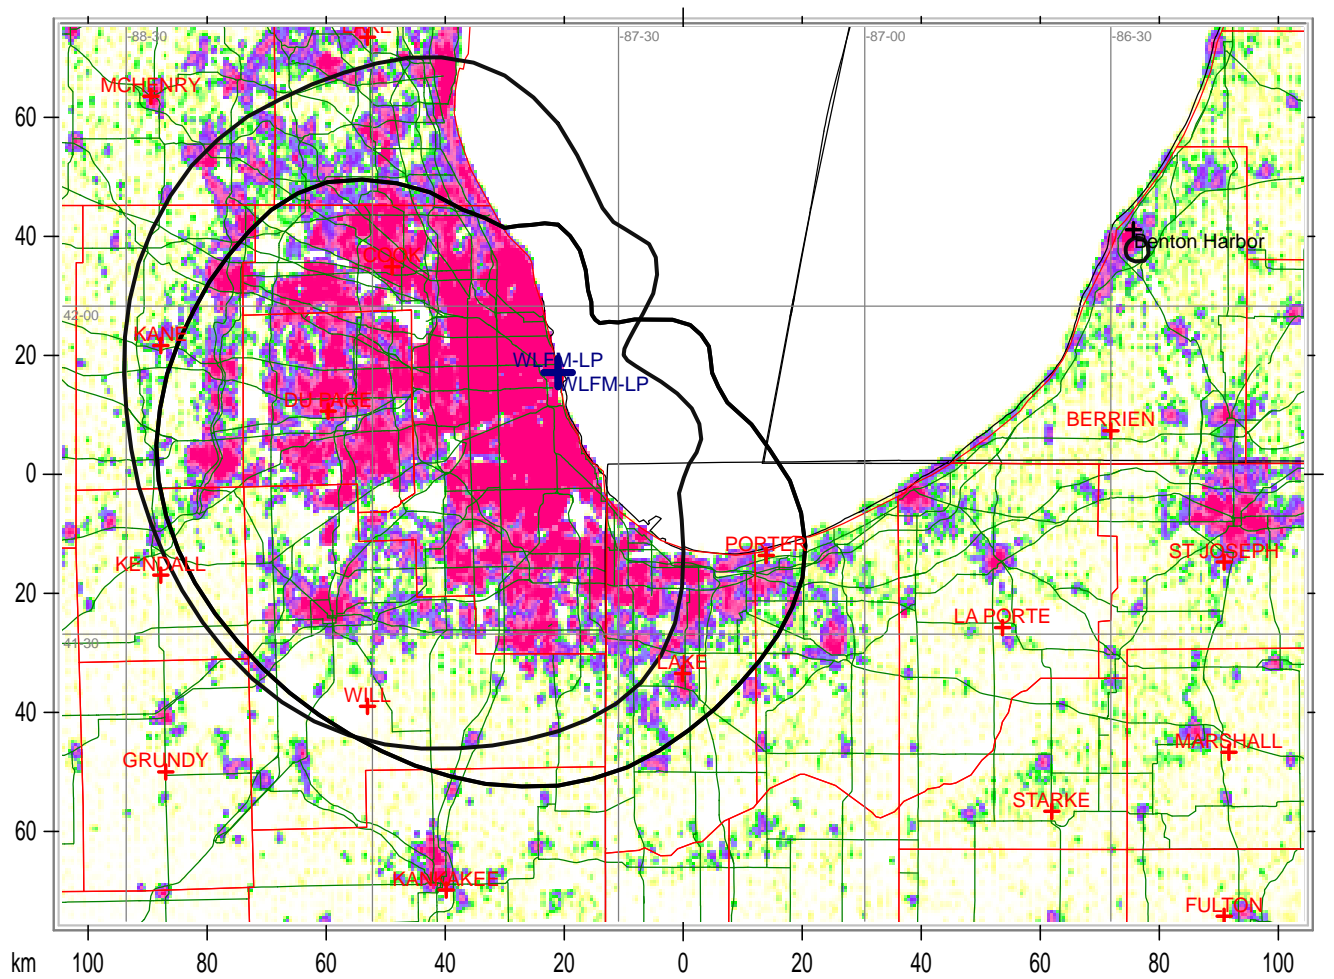 -88-30
-87-30
-87-00
-86-30
LAKE
MCHENRY
60
40
Benton Harbor
COOK
42-00
KANE
20
WLFM-LP
WLFM-LP
DU PAGE
BERRIEN
0
PORTER
ST JOSEPH
KENDALL
20
LA PORTE
41-30
LAKE
WILL
40
GRUNDY
MARSHALL
STARKE
60
KANKAKEE
FULTON
km 100 80 60 40 20 0 20 40 60 80 100